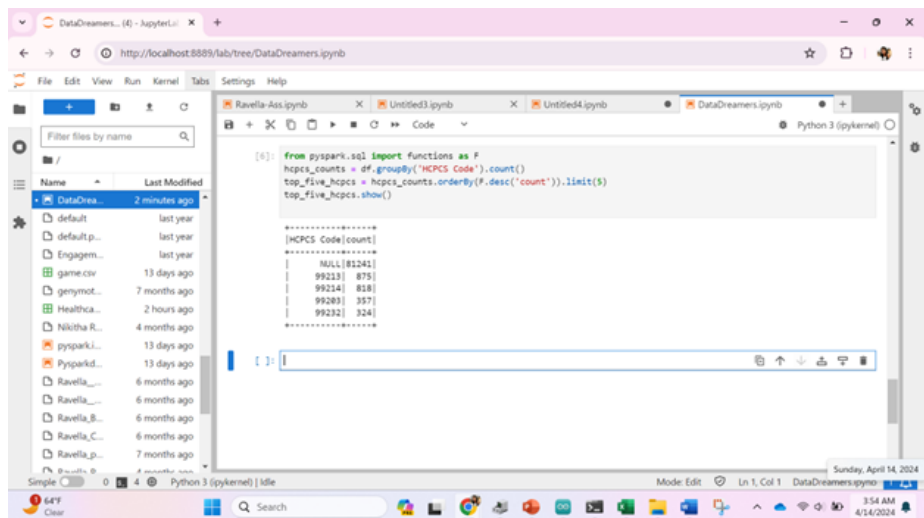 DataDreamers... (4) - JupyterLa
http://localhost:8889/lab/tree/DataDreamers.ipynb
File Edit View Run Kernel Tabs Settings Help
Ravella-Ass.ipynb Untitled3.ipynb Untitled4.ipynb DataDreamers.ipynb
Code Python 3 (ipykernel)
Filter files by name
/
Name Last Modified
DataDrea... 2 minutes ago
default last year
default.p... last year
Engagem... last year
game.csv 13 days ago
genymot... 7 months ago
Healthca... 2 hours ago
Nikitha R... 4 months ago
pyspark.i... 13 days ago
Pysparkd... 13 days ago
Ravella_... 6 months ago
Ravella_... 6 months ago
Ravella_B... 6 months ago
Ravella_C... 6 months ago
Ravella_p... 7 months ago
[6]: from pyspark.sql import functions as F
hcpcs_counts = df.groupBy('HCPCS Code').count()
top_five_hcpcs = hcpcs_counts.orderBy(F.desc('count')).limit(5)
top_five_hcpcs.show()
+----------+-----+
|HCPCS Code|count|
+----------+-----+
| NULL|81241|
| 99213| 875|
| 99214| 818|
| 99203| 357|
| 99232| 324|
+----------+-----+
[ ]:
Sunday, April 14, 2024
Simple 0 4 Python 3 (ipykernel) | Idle Mode: Edit Ln 1, Col 1 DataDreamers.ipynb
64°F
Clear
Search
3:54 AM
4/14/2024